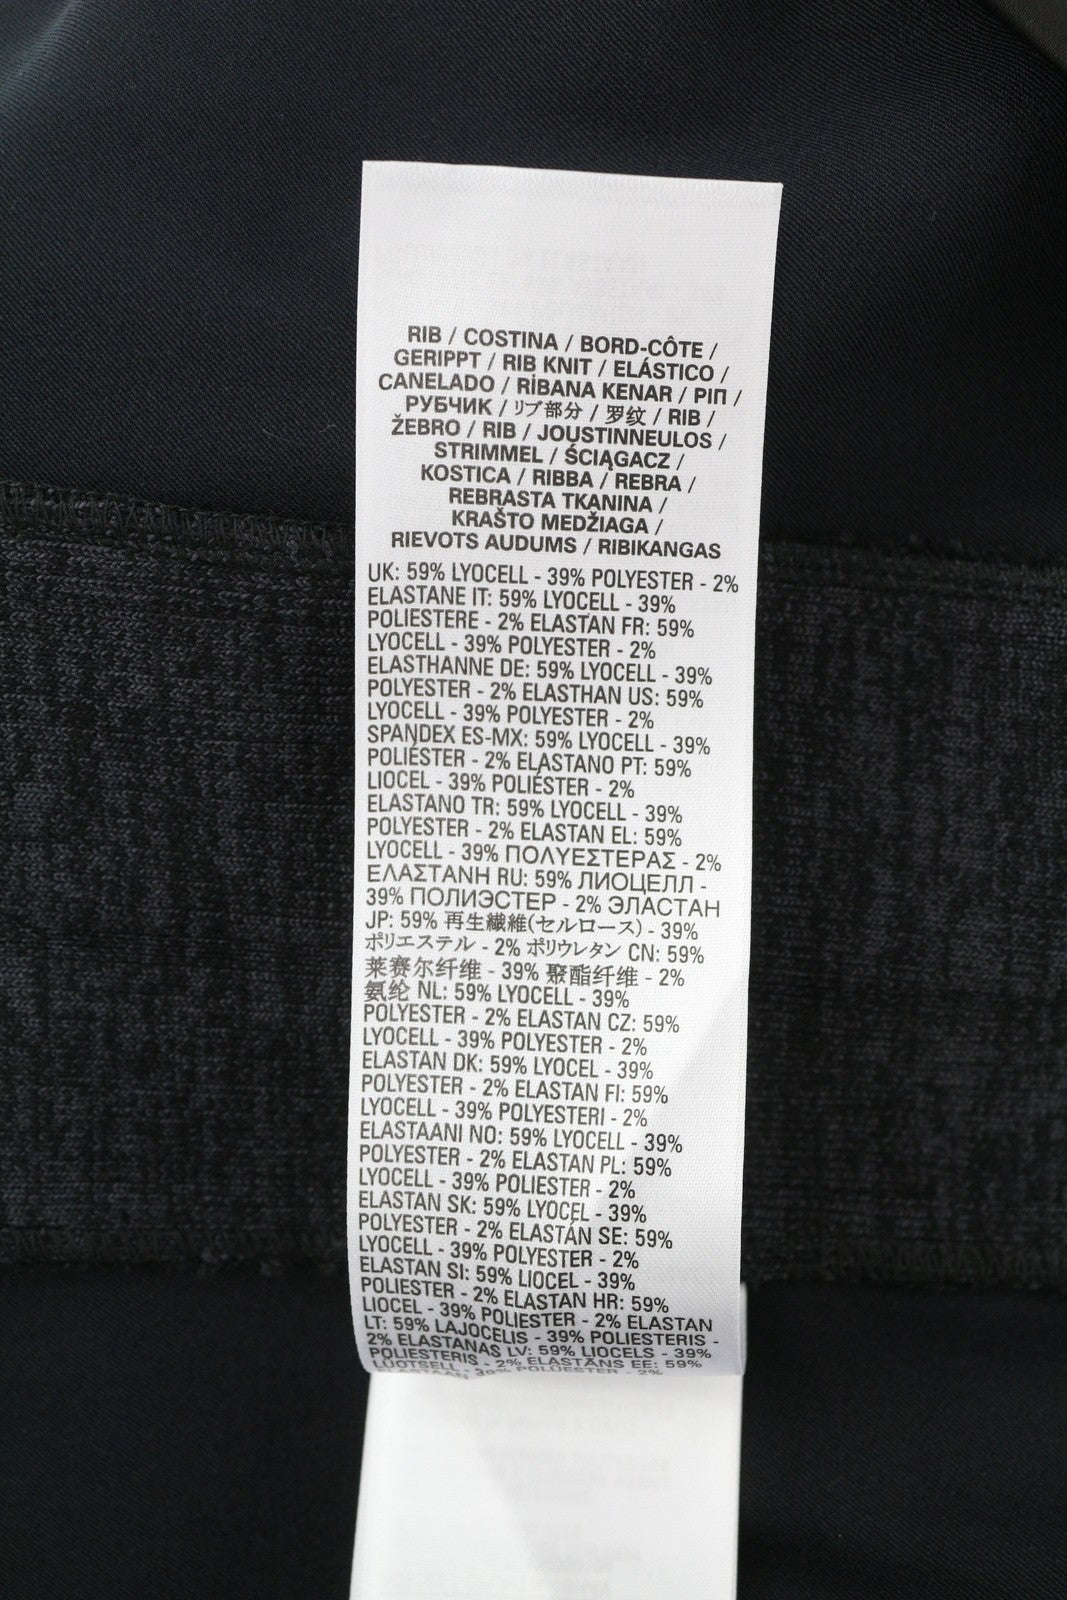 RIB / COSTINA / BORD-CÔTE /
GERIPPT / RIB KNIT / ELÁSTICO /
CANELADO / RİBANA KENAR / ΡΙΠ /
РУБЧИК / リブ部分 / 罗纹 / RIB /
ŽEBRO / RIB / JOUSTINNEULOS /
STRIMMEL / ŚCIĄGACZ /
KOSTICA / RIBBA / REBRA /
REBRASTA TKANINA /
KRAŠTO MEDŽIAGA /
RIEVOTS AUDUMS / RIBIKANGAS
UK: 59% LYOCELL - 39% POLYESTER - 2%
ELASTANE IT: 59% LYOCELL - 39%
POLIESTERE - 2% ELASTAN FR: 59%
LYOCELL - 39% POLYESTER - 2%
ELASTHANNE DE: 59% LYOCELL - 39%
POLYESTER - 2% ELASTHAN US: 59%
LYOCELL - 39% POLYESTER - 2%
SPANDEX ES-MX: 59% LYOCELL - 39%
POLIÉSTER - 2% ELASTANO PT: 59%
LIOCEL - 39% POLIÉSTER - 2%
ELASTANO TR: 59% LYOCELL - 39%
POLYESTER - 2% ELASTAN EL: 59%
LYOCELL - 39% ΠΟΛΥΕΣΤΕΡΑΣ - 2%
ΕΛΑΣΤΑΝΗ RU: 59% ЛИОЦЕЛЛ -
39% ПОЛИЭСТЕР - 2% ЭЛАСТАН
JP: 59% 再生繊維(セルロース) - 39%
ポリエステル - 2% ポリウレタン CN: 59%
莱赛尔纤维 - 39% 聚酯纤维 - 2%
氨纶 NL: 59% LYOCELL - 39%
POLYESTER - 2% ELASTAN CZ: 59%
LYOCELL - 39% POLYESTER - 2%
ELASTAN DK: 59% LYOCEL - 39%
POLYESTER - 2% ELASTAN FI: 59%
LYOCELL - 39% POLYESTERI - 2%
ELASTAANI NO: 59% LYOCELL - 39%
POLYESTER - 2% ELASTAN PL: 59%
LYOCELL - 39% POLIESTER - 2%
ELASTAN SK: 59% LYOCEL - 39%
POLYESTER - 2% ELASTÁN SE: 59%
LYOCELL - 39% POLYESTER - 2%
ELASTAN SI: 59% LIOCEL - 39%
POLIESTER - 2% ELASTAN HR: 59%
LIOCEL - 39% POLIESTER - 2% ELASTAN
LT: 59% LAJOCELIS - 39% POLIESTERIS -
2% ELASTANAS LV: 59% LIOCELS - 39%
POLIESTERIS - 2% ELASTĀNS EE: 59%
LÜOTSELL - 39% POLÜESTER - 2%
ELASTAAN